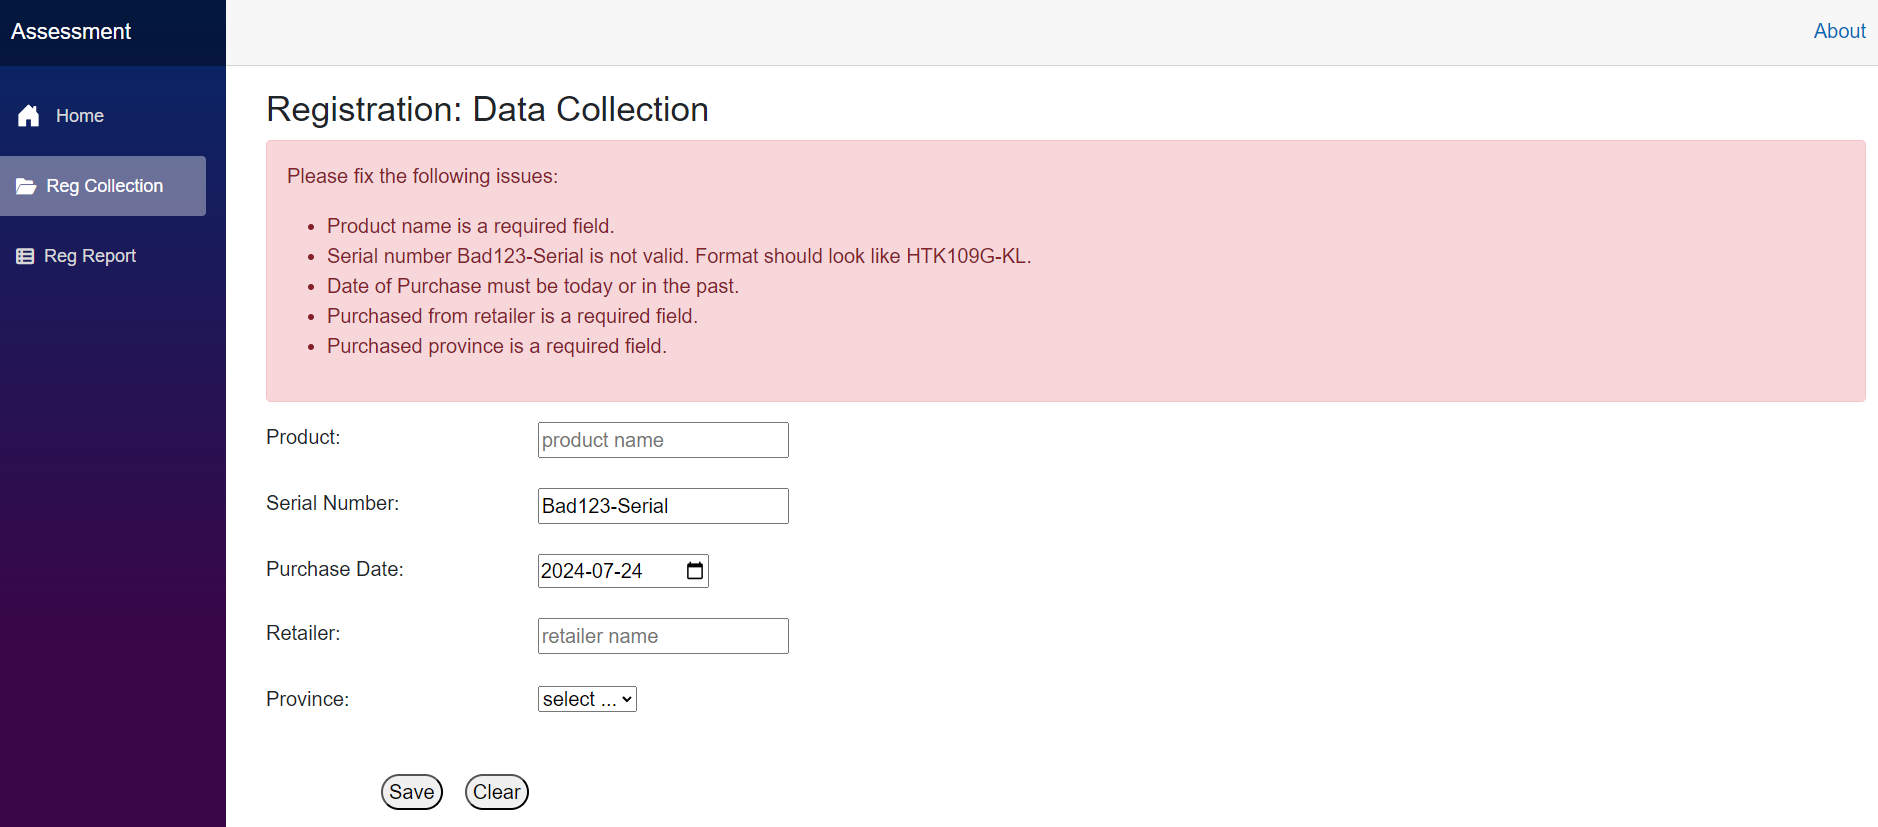 Assessment
About
Home
Reg Collection
Reg Report
Registration: Data Collection
Please fix the following issues:
Product name is a required field.
Serial number Bad123-Serial is not valid. Format should look like HTK109G-KL.
Date of Purchase must be today or in the past.
Purchased from retailer is a required field.
Purchased province is a required field.
Product: product name
Serial Number: Bad123-Serial
Purchase Date: 2024-07-24
Retailer: retailer name
Province: select ...
Save Clear